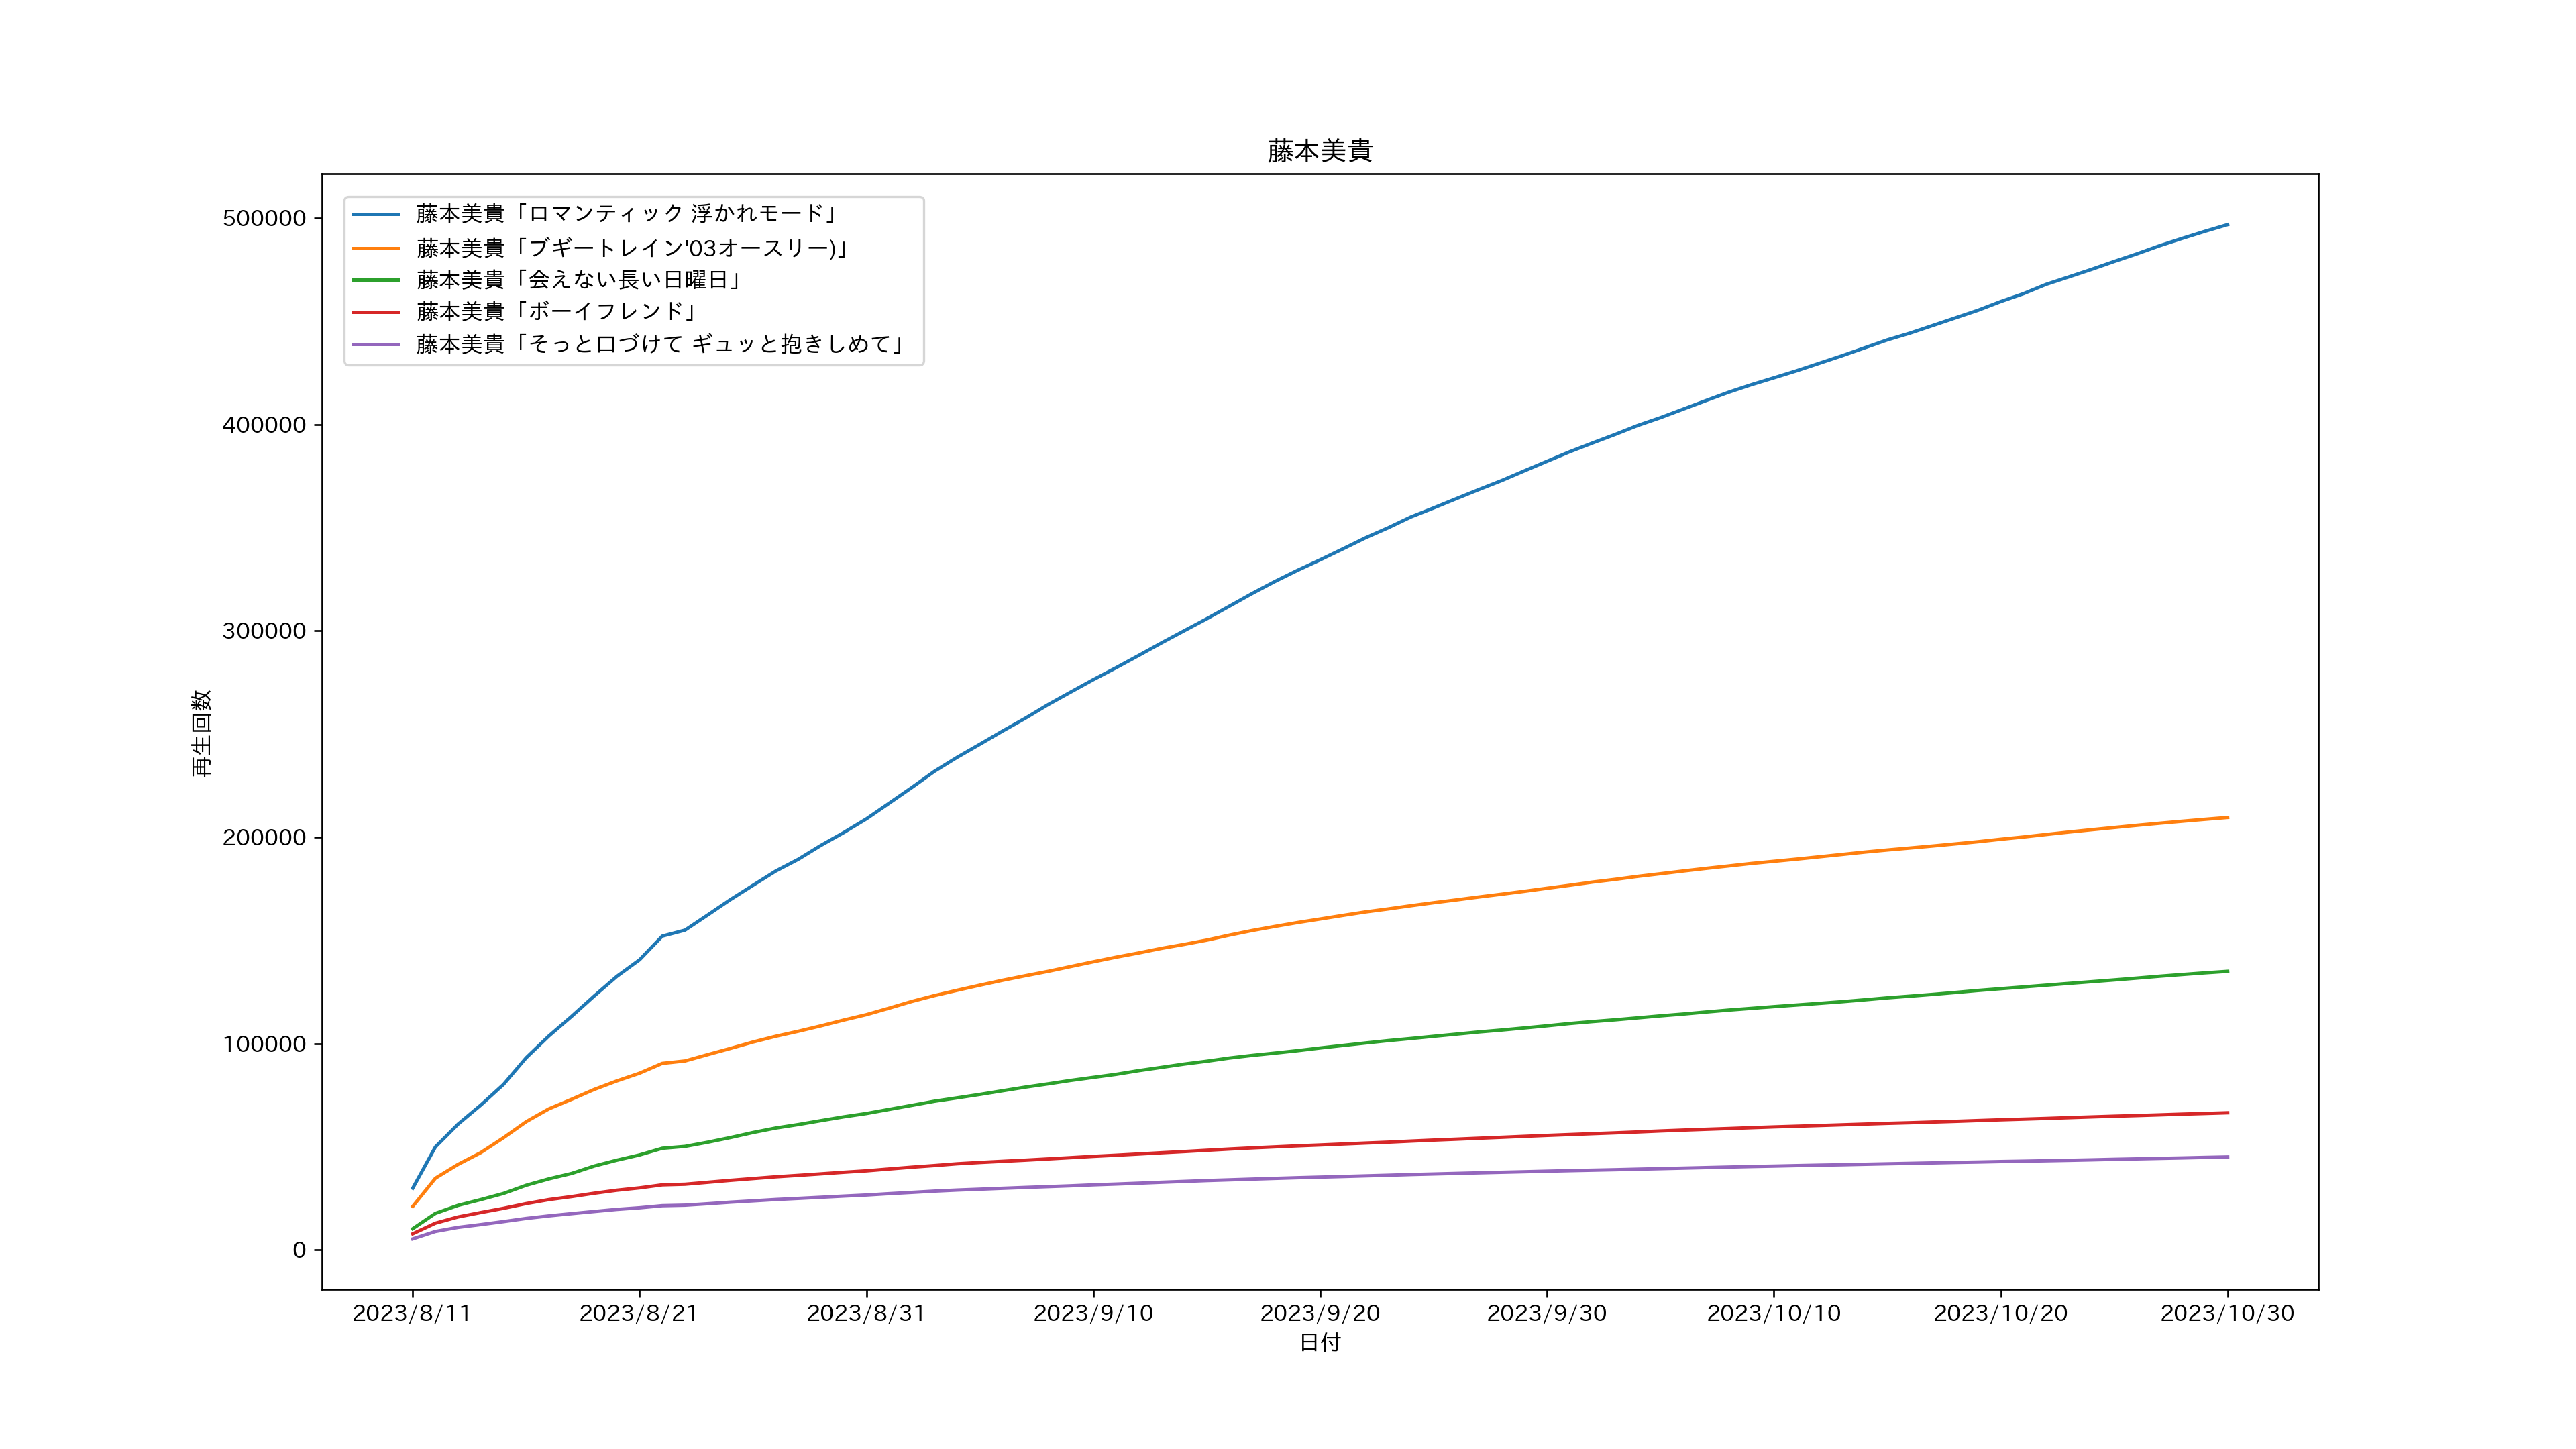 藤本美貴
500000
400000
300000
200000
100000
0
再生回数
藤本美貴「ロマンティック 浮かれモード」
藤本美貴「ブギートレイン'03オースリー)」
藤本美貴「会えない長い日曜日」
藤本美貴「ボーイフレンド」
藤本美貴「そっと口づけて ギュッと抱きしめて」
2023/8/11 2023/8/21 2023/8/31 2023/9/10 2023/9/20 2023/9/30 2023/10/10 2023/10/20 2023/10/30
日付